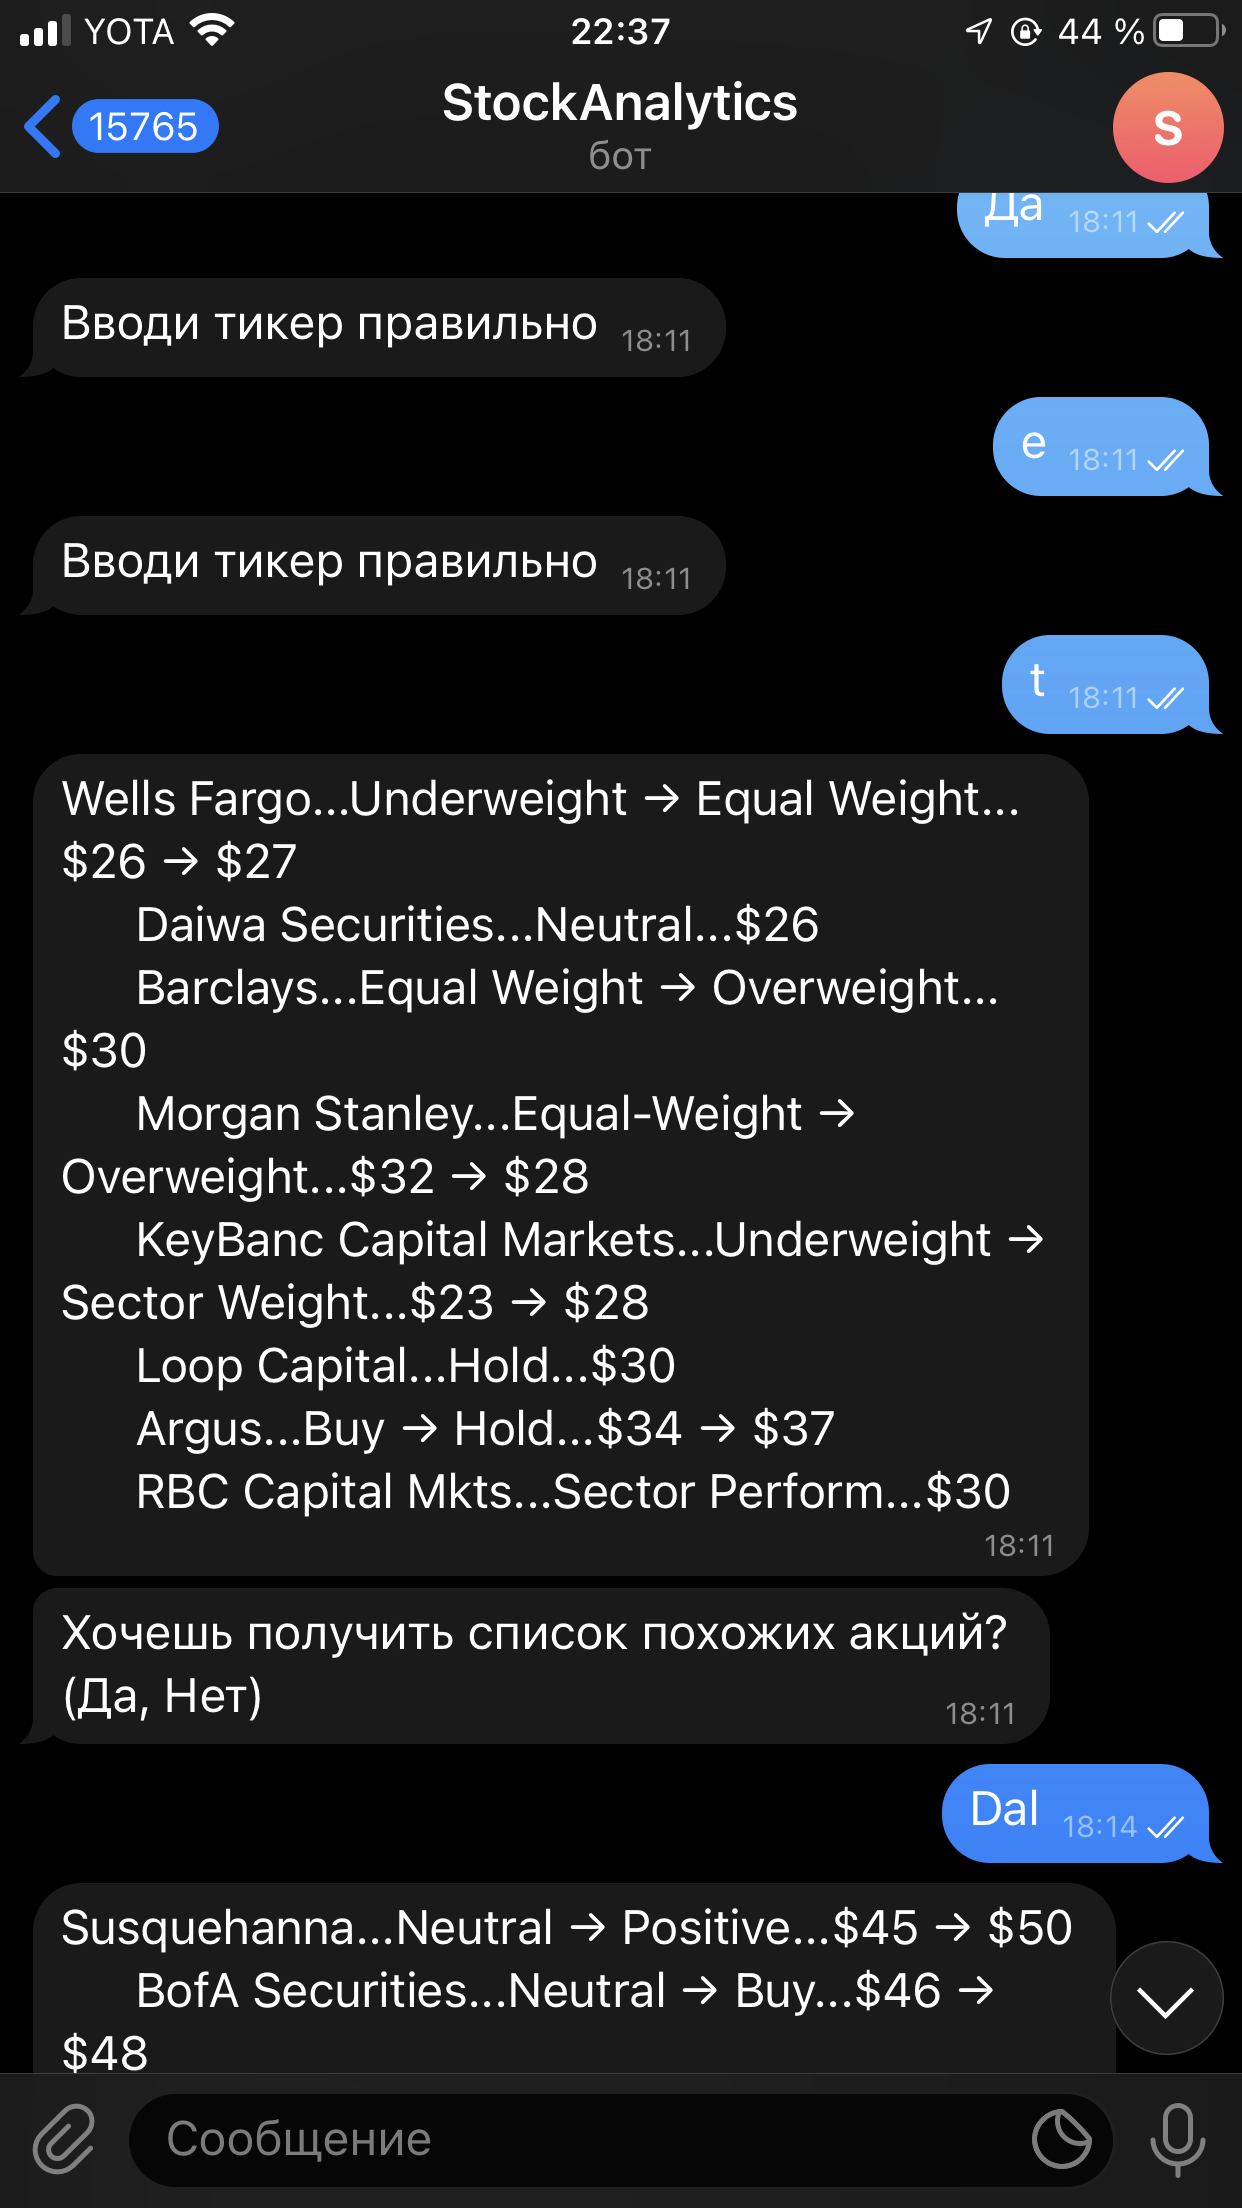 YOTA 22:37 44 %
15765 StockAnalytics S
бот
Да 18:11
Вводи тикер правильно 18:11
e 18:11
Вводи тикер правильно 18:11
t 18:11
Wells Fargo...Underweight → Equal Weight...
$26 → $27
Daiwa Securities...Neutral...$26
Barclays...Equal Weight → Overweight...
$30
Morgan Stanley...Equal-Weight →
Overweight...$32 → $28
KeyBanc Capital Markets...Underweight →
Sector Weight...$23 → $28
Loop Capital...Hold...$30
Argus...Buy → Hold...$34 → $37
RBC Capital Mkts...Sector Perform...$30
18:11
Хочешь получить список похожих акций?
(Да, Нет) 18:11
Dal 18:14
Susquehanna...Neutral → Positive...$45 → $50
BofA Securities...Neutral → Buy...$46 →
$48
Сообщение